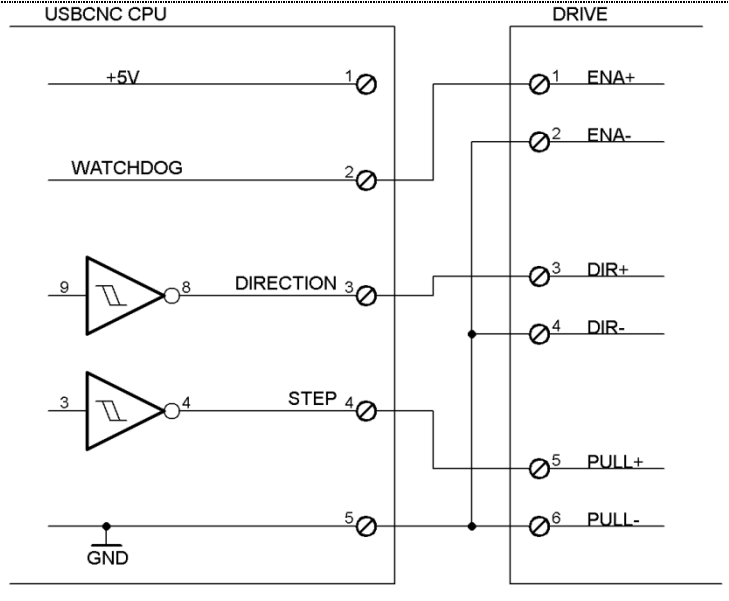 USBCNC CPU DRIVE
+5V 1 1 ENA+
2 ENA-
WATCHDOG 2
9 8 DIRECTION 3 3 DIR+
4 DIR-
3 4 STEP 4
5 PULL+
5 6 PULL-
GND